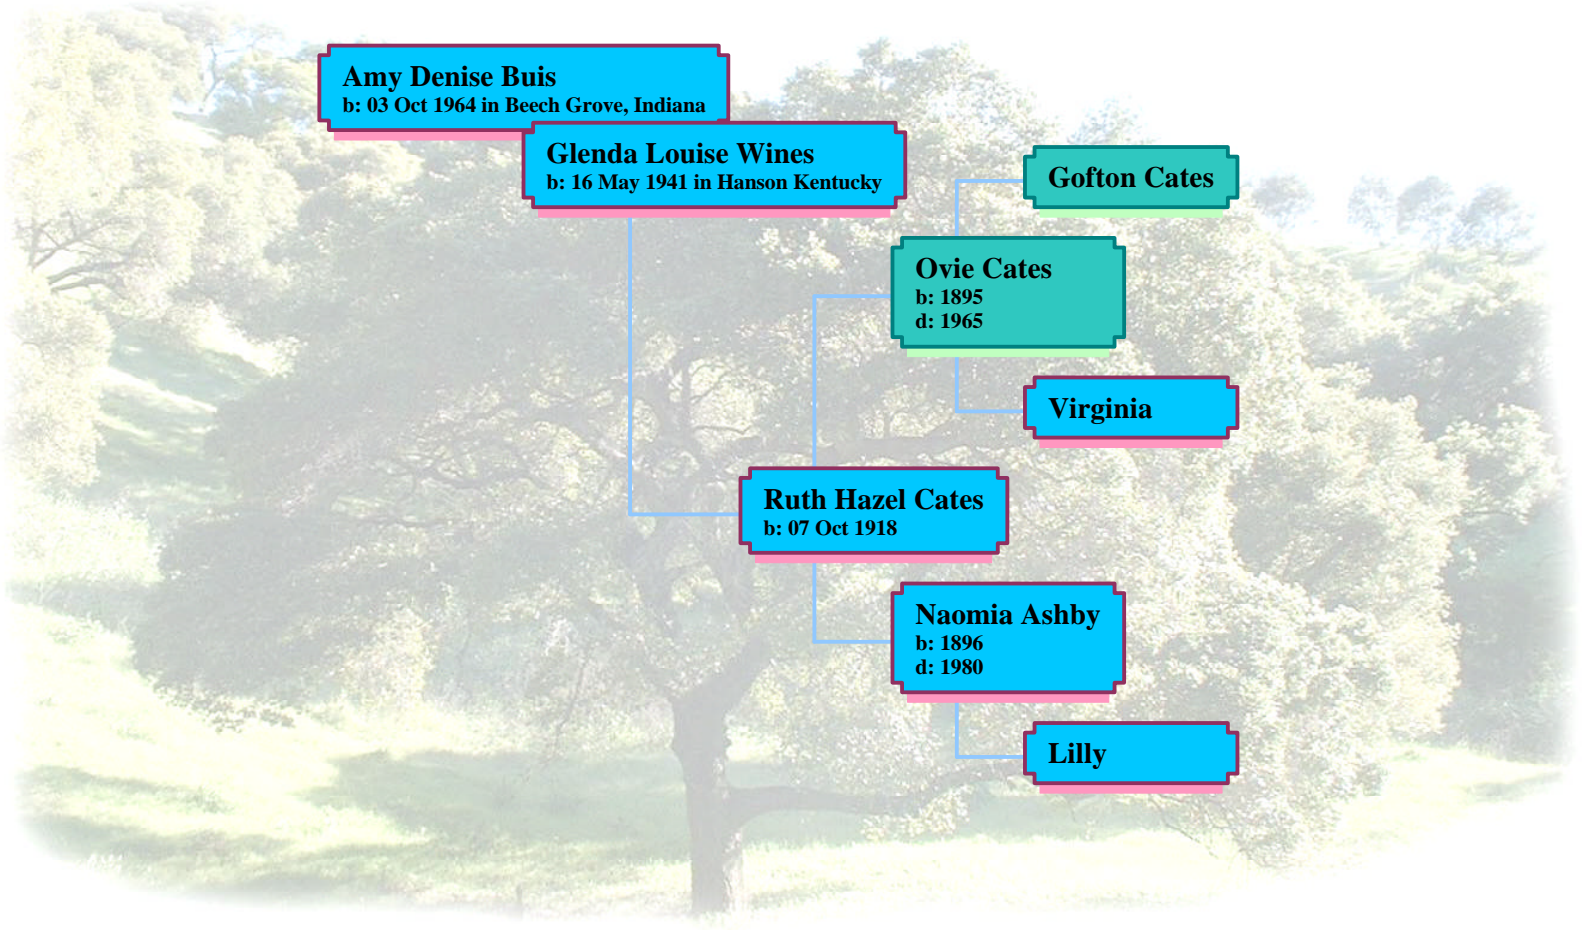 Amy Denise Buis
b: 03 Oct 1964 in Beech Grove, Indiana
Glenda Louise Wines
b: 16 May 1941 in Hanson Kentucky
Gofton Cates
Ovie Cates
b: 1895
d: 1965
Virginia
Ruth Hazel Cates
b: 07 Oct 1918
Naomia Ashby
b: 1896
d: 1980
Lilly